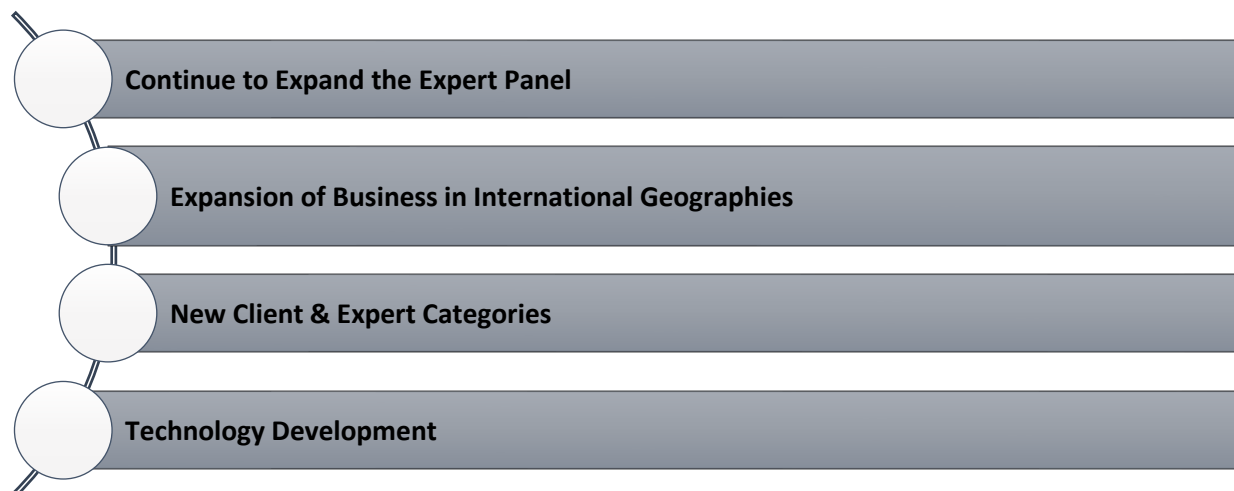 Continue to Expand the Expert Panel
Expansion of Business in International Geographies
New Client & Expert Categories
Technology Development